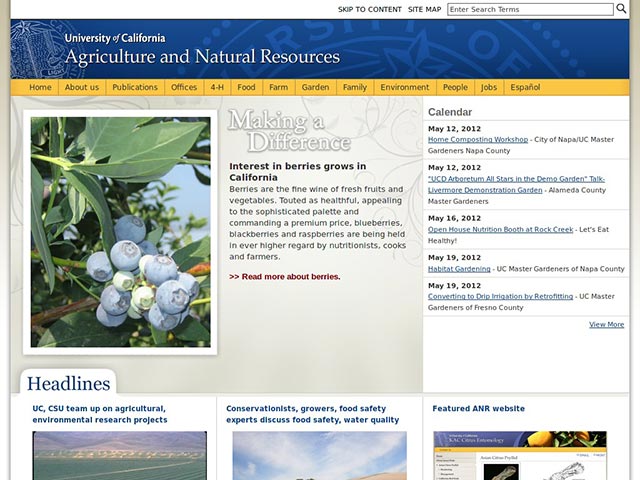 SKIP TO CONTENT SITE MAP Enter Search Terms
University of California
Agriculture and Natural Resources
Home About us Publications Offices 4-H Food Farm Garden Family Environment People Jobs Español
Making a
Difference
Interest in berries grows in
California
Berries are the fine wine of fresh fruits and
vegetables. Touted as healthful, appealing
to the sophisticated palette and
commanding a premium price, blueberries,
blackberries and raspberries are being held
in ever higher regard by nutritionists, cooks
and farmers.
>> Read more about berries.
Calendar
May 12, 2012
Home Composting Workshop - City of Napa/UC Master
Gardeners Napa County
May 12, 2012
"UCD Arboretum All Stars in the Demo Garden" Talk-
Livermore Demonstration Garden - Alameda County
Master Gardeners
May 16, 2012
Open House Nutrition Booth at Rock Creek - Let's Eat
Healthy!
May 19, 2012
Habitat Gardening - UC Master Gardeners of Napa County
May 19, 2012
Converting to Drip Irrigation by Retrofitting - UC Master
Gardeners of Fresno County
View More
Headlines
UC, CSU team up on agricultural,
environmental research projects
Conservationists, growers, food safety
experts discuss food safety, water quality
Featured ANR website
KAC Citrus Entomology